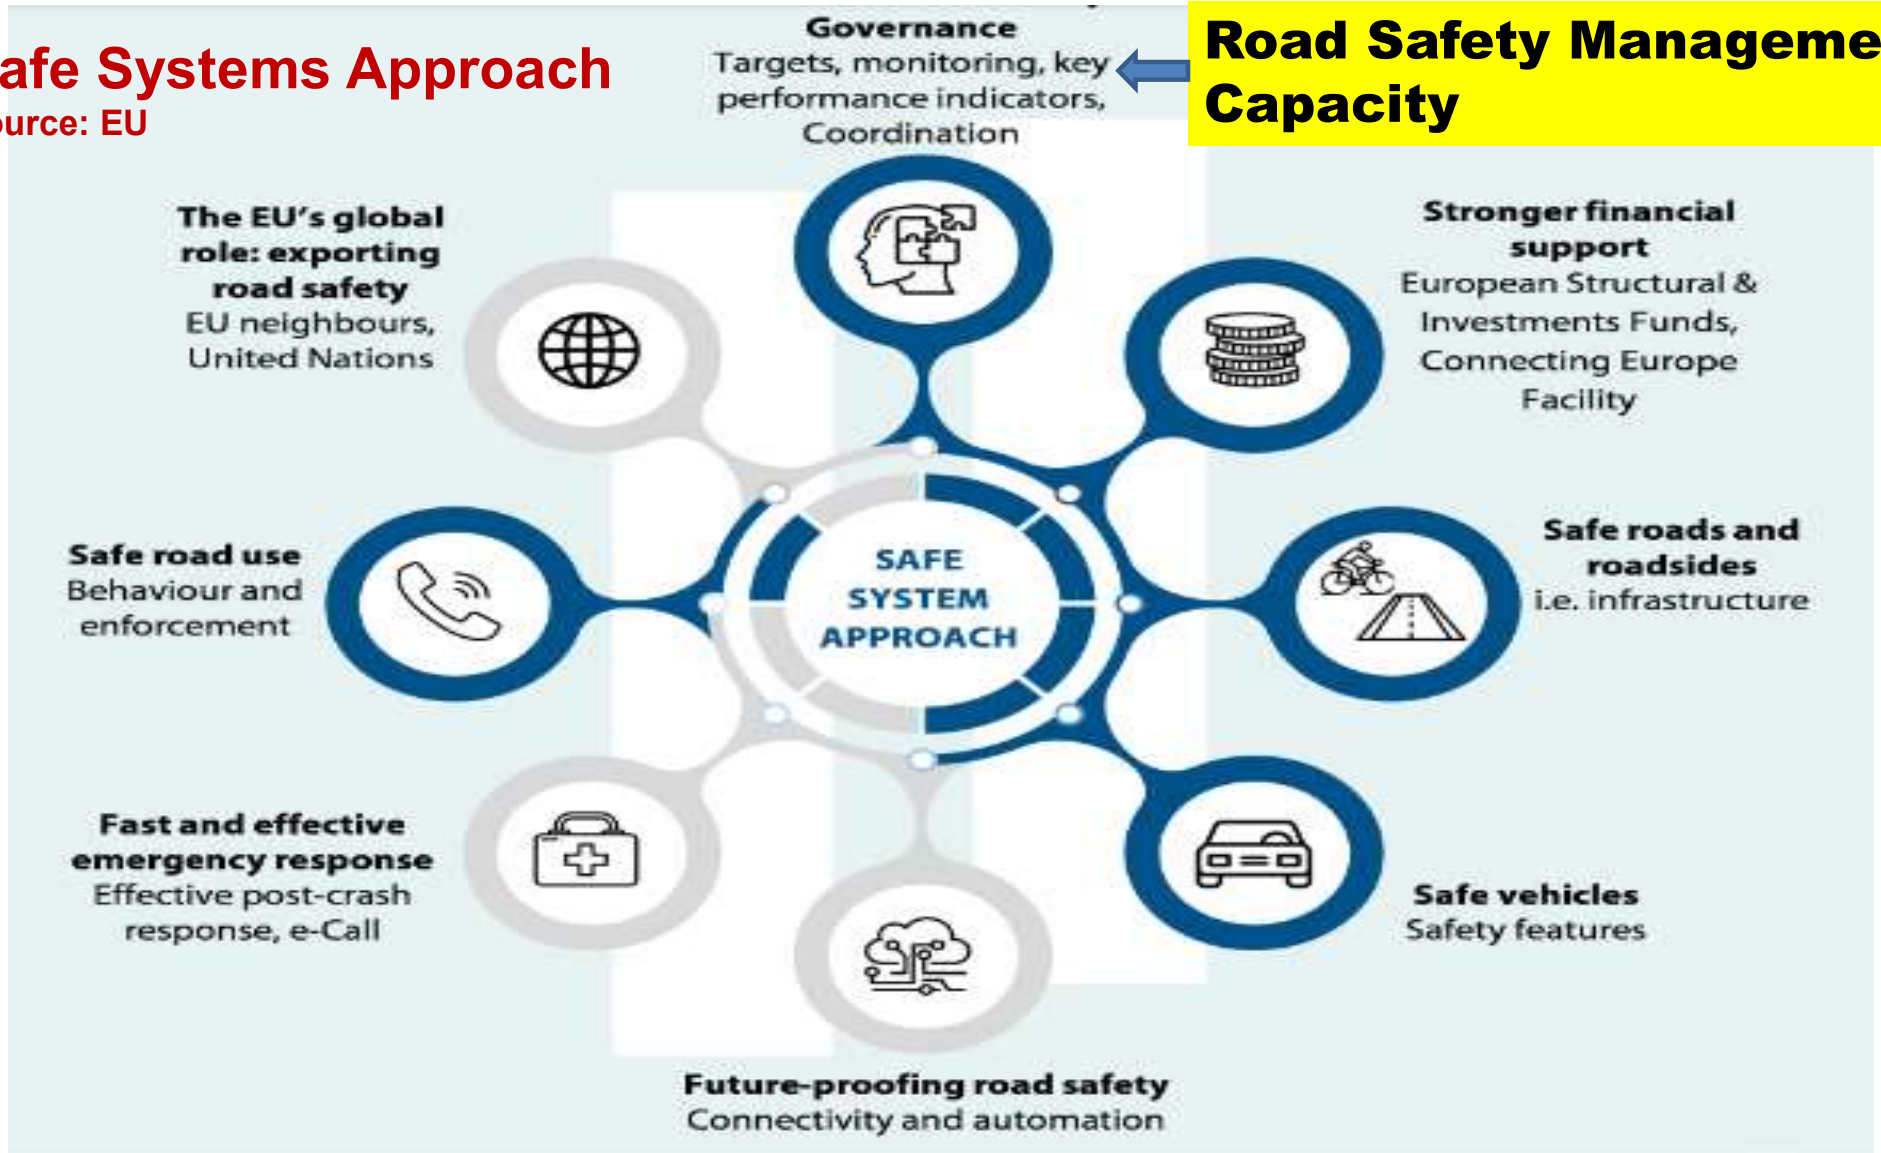 afe Systems Approach
ource: EU
Governance
Targets, monitoring, key
performance indicators,
Coordination
Road Safety Manageme
Capacity
The EU's global
role: exporting
road safety
EU neighbours,
United Nations
Stronger financial
support
European Structural &
Investments Funds,
Connecting Europe
Facility
Safe road use
Behaviour and
enforcement
SAFE
SYSTEM
APPROACH
Safe roads and
roadsides
i.e. infrastructure
Fast and effective
emergency response
Effective post-crash
response, e-Call
Safe vehicles
Safety features
Future-proofing road safety
Connectivity and automation